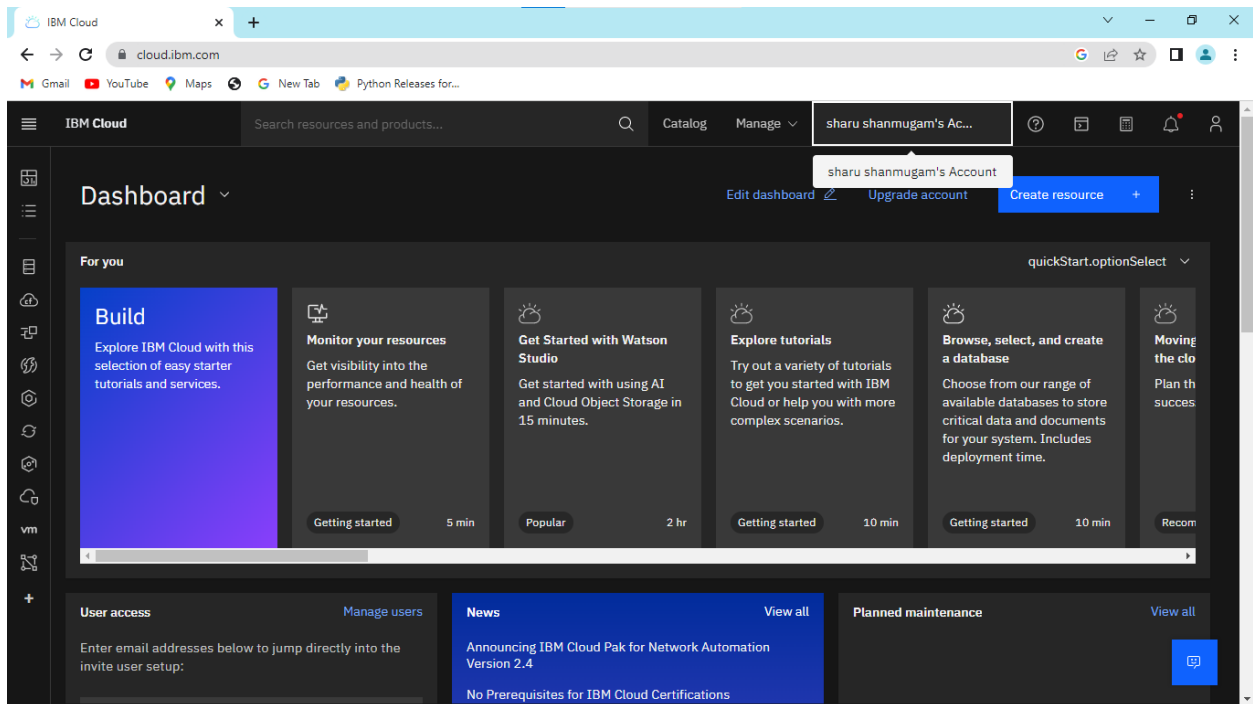 IBM Cloud
cloud.ibm.com
G
Gmail YouTube Maps G New Tab Python Releases for...
IBM Cloud
Search resources and products...
Catalog
Manage
sharu shanmugam's Ac...
sharu shanmugam's Account
Dashboard
Edit dashboard
Upgrade account
Create resource +
For you
quickStart.optionSelect
Build
Explore IBM Cloud with this
selection of easy starter
tutorials and services.
Monitor your resources
Get visibility into the
performance and health of
your resources.
Getting started 5 min
Get Started with Watson
Studio
Get started with using AI
and Cloud Object Storage in
15 minutes.
Popular 2 hr
Explore tutorials
Try out a variety of tutorials
to get you started with IBM
Cloud or help you with more
complex scenarios.
Getting started 10 min
Browse, select, and create
a database
Choose from our range of
available databases to store
critical data and documents
for your system. Includes
deployment time.
Getting started 10 min
Moving
the clo
Plan th
succes
Recom
vm
User access
Manage users
Enter email addresses below to jump directly into the
invite user setup:
News
View all
Announcing IBM Cloud Pak for Network Automation
Version 2.4
No Prerequisites for IBM Cloud Certifications
Planned maintenance
View all